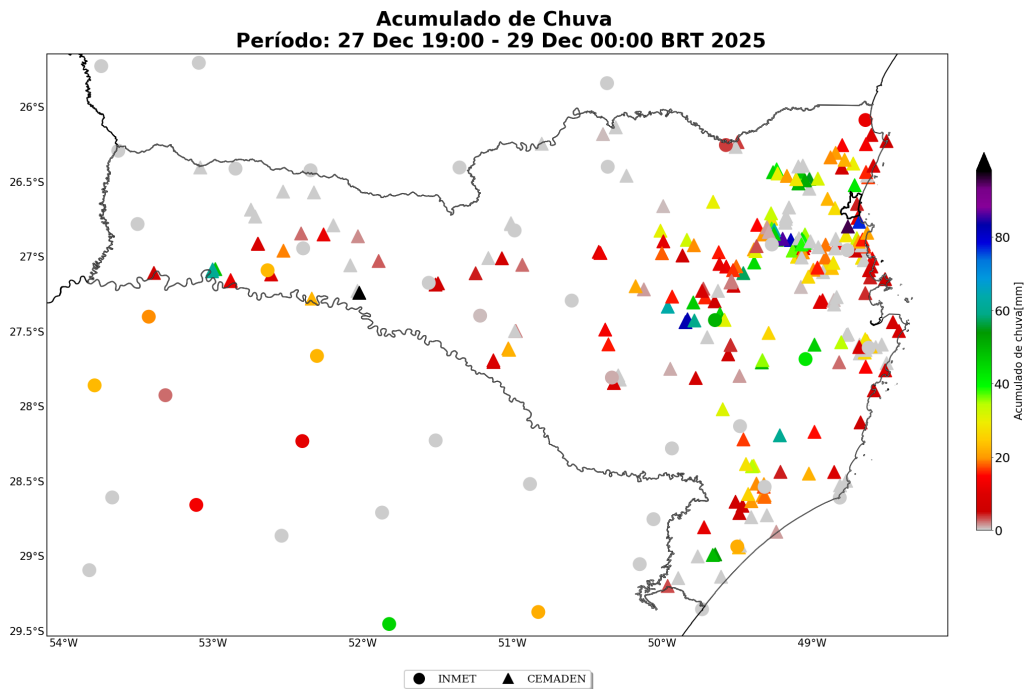 Acumulado de Chuva
Período: 27 Dec 19:00 - 29 Dec 00:00 BRT 2025
26°S
26.5°S
27°S
27.5°S
28°S
28.5°S
29°S
29.5°S
54°W
53°W
52°W
51°W
50°W
49°W
80
60
40
20
0
Acumulado de chuva[mm]
INMET
CEMADEN